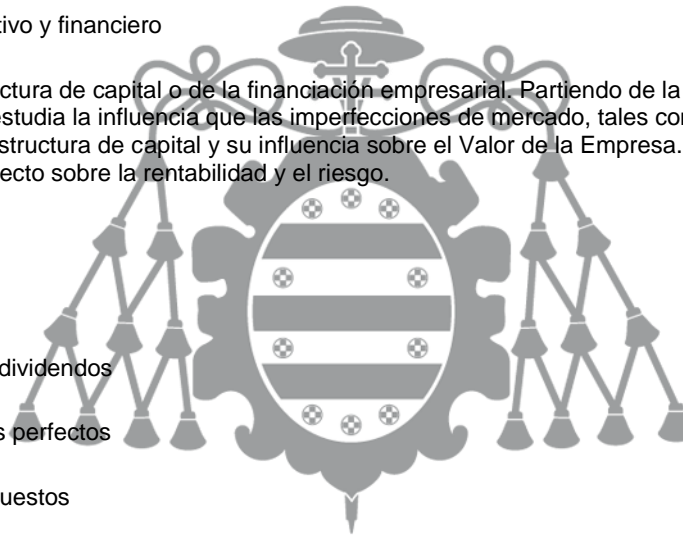 tivo y financiero
ctura de capital o de la financiación empresarial. Partiendo de la
estudia la influencia que las imperfecciones de mercado, tales co
structura de capital y su influencia sobre el Valor de la Empresa.
ecto sobre la rentabilidad y el riesgo.
dividendos
s perfectos
uestos